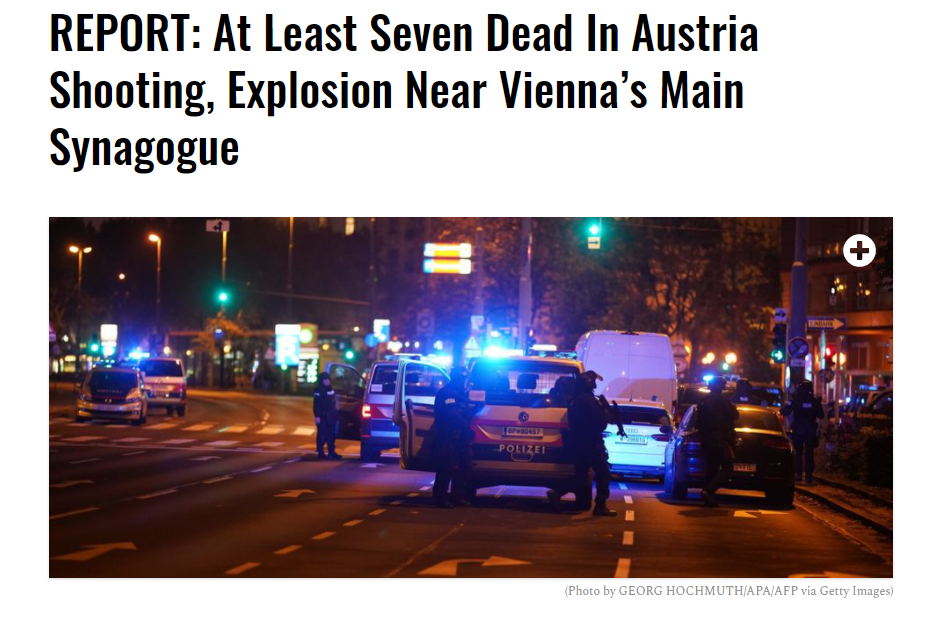 REPORT: At Least Seven Dead In Austria
Shooting, Explosion Near Vienna’s Main
Synagogue
POLIZEI
(Photo by GEORG HOCHMUTH/APA/AFP via Getty Images)